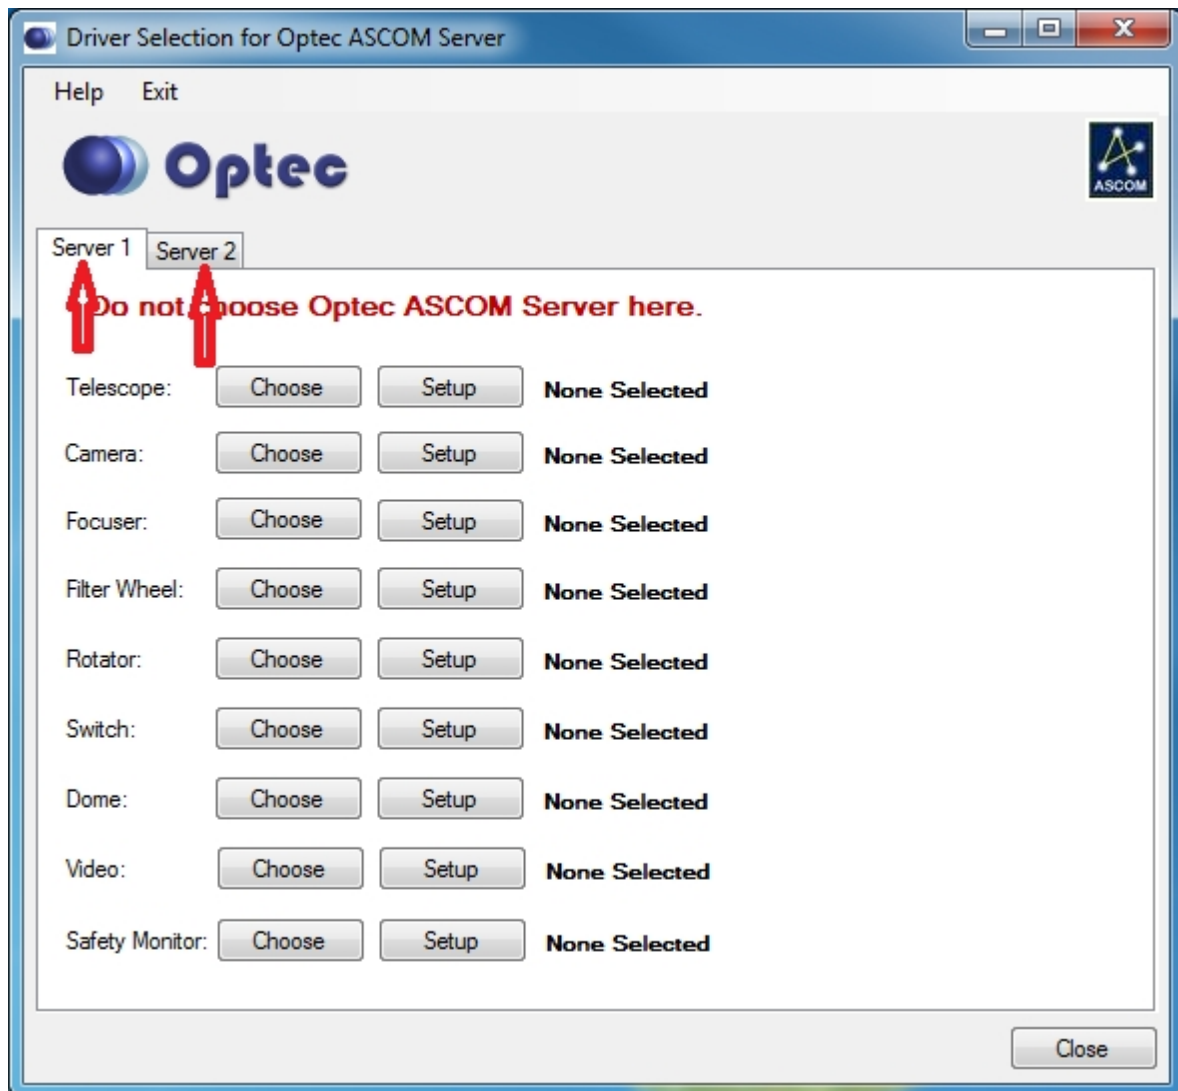 Driver Selection for Optec ASCOM Server
Help Exit
Optec
ASCOM
Server 1 Server 2
Do not choose Optec ASCOM Server here.
Telescope: Choose Setup None Selected
Camera: Choose Setup None Selected
Focuser: Choose Setup None Selected
Filter Wheel: Choose Setup None Selected
Rotator: Choose Setup None Selected
Switch: Choose Setup None Selected
Dome: Choose Setup None Selected
Video: Choose Setup None Selected
Safety Monitor: Choose Setup None Selected
Close